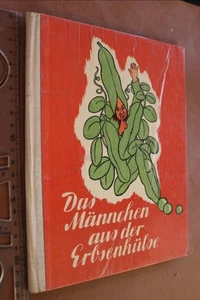 Das
Männchen
aus der
Erbsenhülse